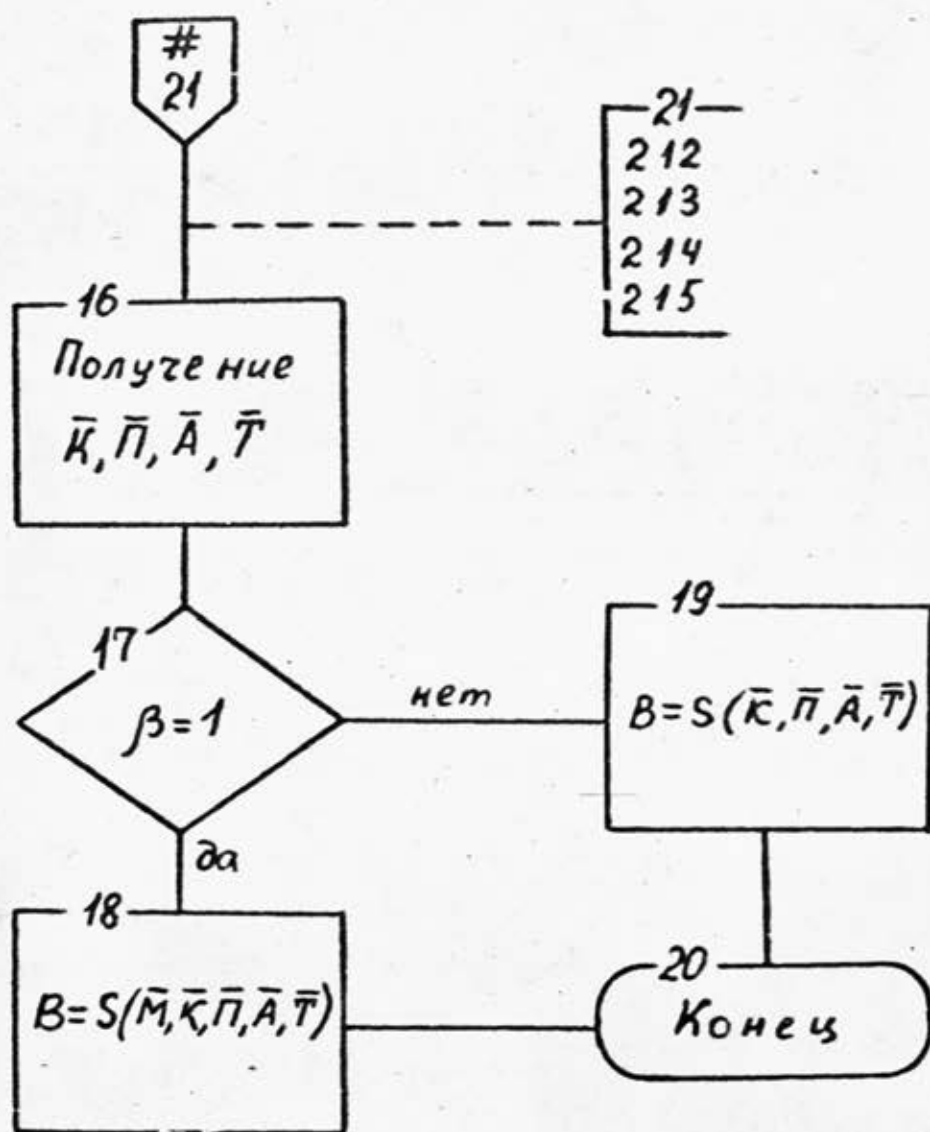 #
21
21
212
213
214
215
16
Получение
K̅, П̅, A̅, T̅
17
β=1
нет
да
19
B=S(K̅, П̅, A̅, T̅)
18
B=S(M̅, K̅, П̅, A̅, T̅)
20
Конец